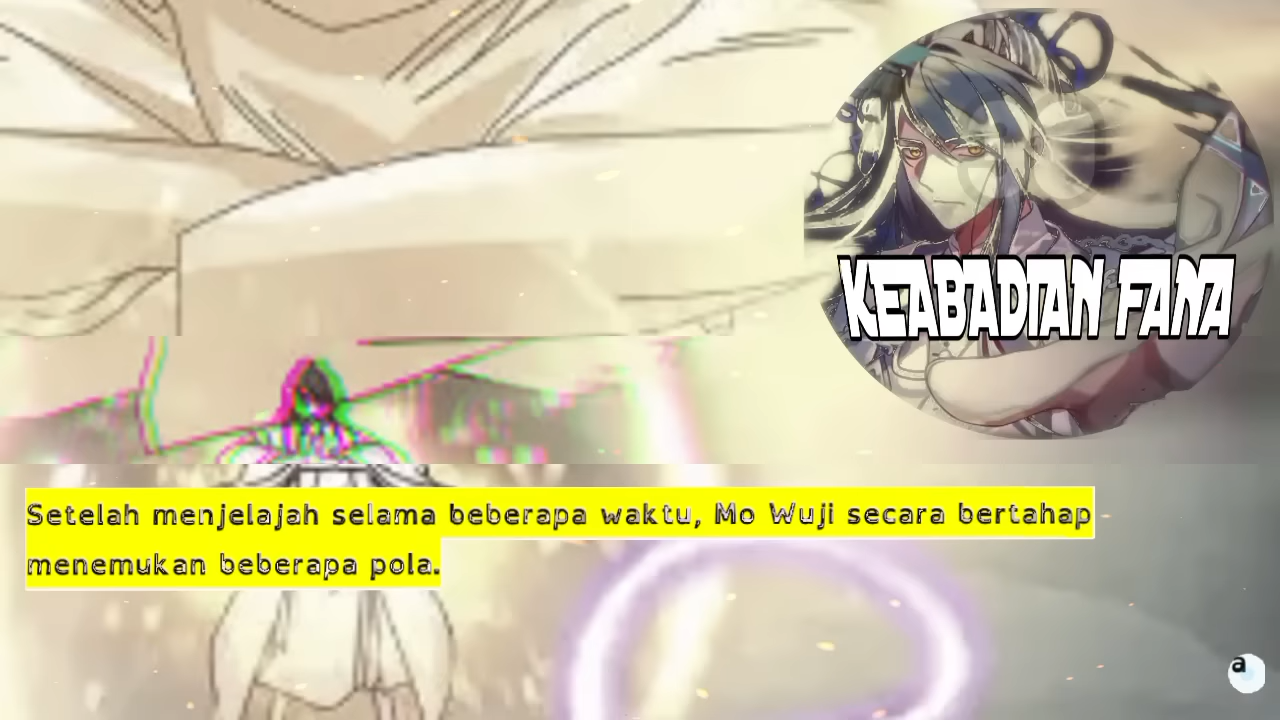 KEABADIAN FANA
Setelah menjelajah selama beberapa waktu, Mo Wuji secara bertahap
menemukan beberapa pola.
a